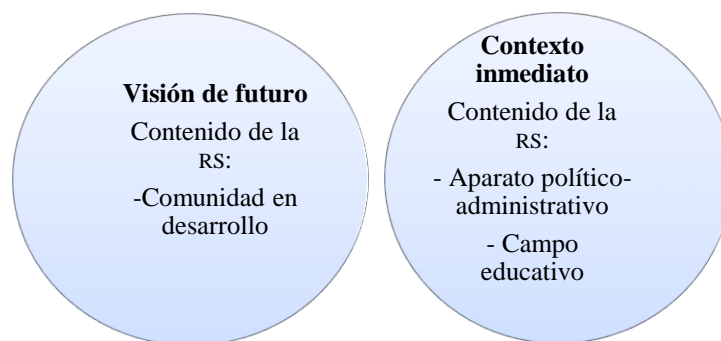 Visión de futuro
Contenido de la
RS:
-Comunidad en
desarrollo
Contexto
inmediato
Contenido de la
RS:
- Aparato político-
administrativo
- Campo
educativo